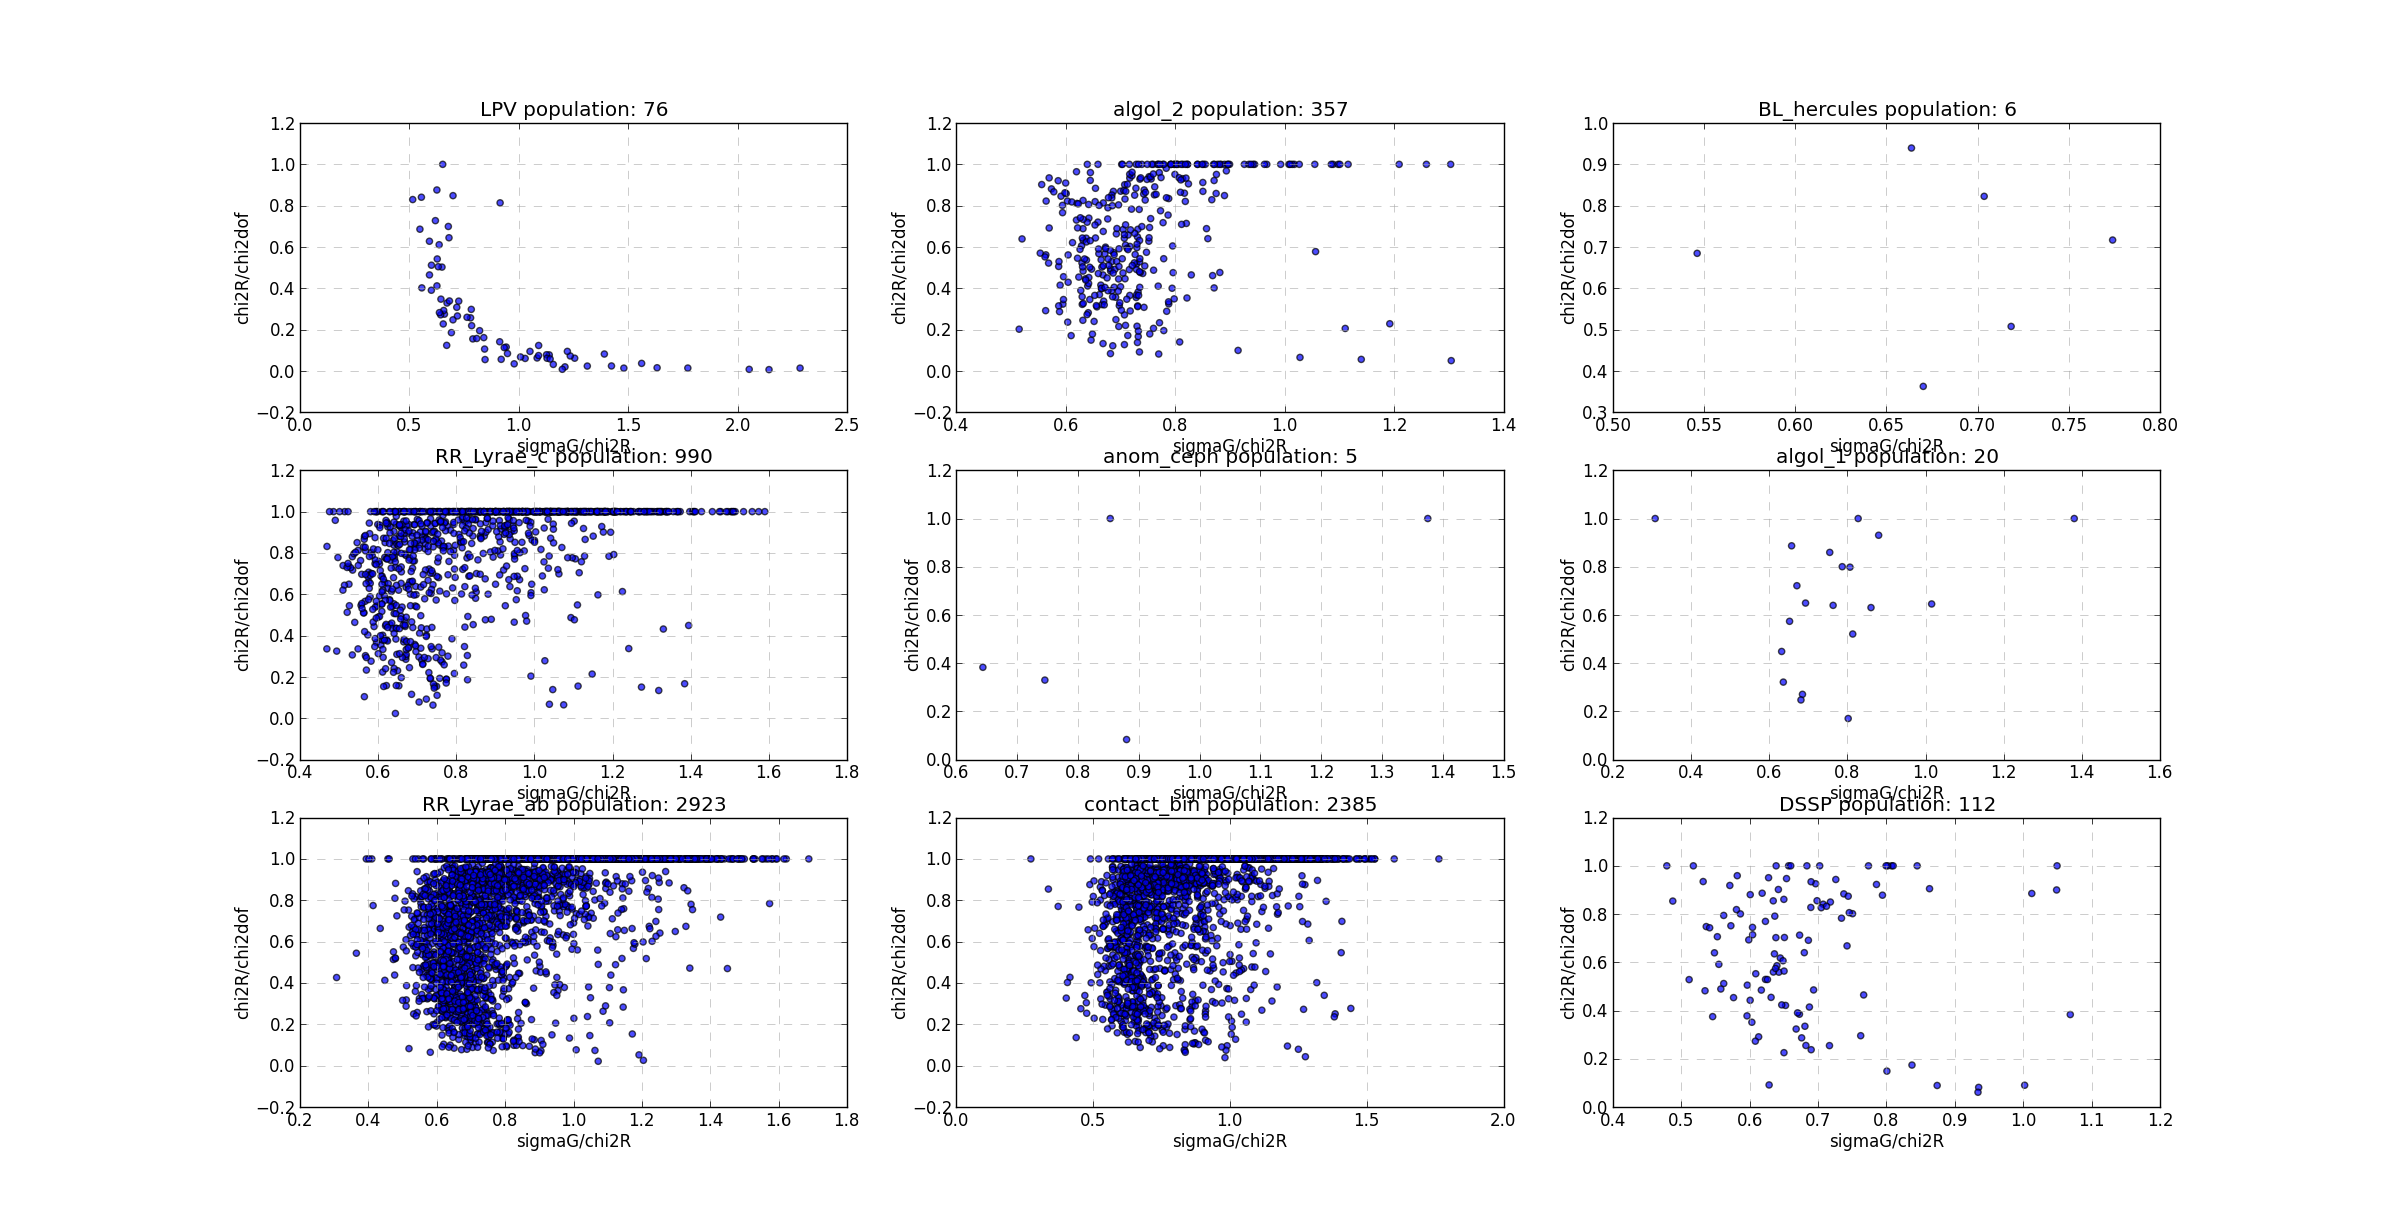 LPV population: 76
1.2
1.0
0.8
0.6
0.4
0.2
0.0
−0.2
chi2R/chi2dof
0.0 0.5 1.0 1.5 2.0 2.5
sigmaG/chi2R
algol_2 population: 357
1.2
1.0
0.8
0.6
0.4
0.2
0.0
−0.2
chi2R/chi2dof
0.4 0.6 0.8 1.0 1.2 1.4
sigmaG/chi2R
BL_hercules population: 6
1.0
0.9
0.8
0.7
0.6
0.5
0.4
0.3
chi2R/chi2dof
0.50 0.55 0.60 0.65 0.70 0.75 0.80
sigmaG/chi2R
RR_Lyrae_c population: 990
1.2
1.0
0.8
0.6
0.4
0.2
0.0
−0.2
chi2R/chi2dof
0.4 0.6 0.8 1.0 1.2 1.4 1.6 1.8
sigmaG/chi2R
anom_ceph population: 5
1.2
1.0
0.8
0.6
0.4
0.2
0.0
chi2R/chi2dof
0.6 0.7 0.8 0.9 1.0 1.1 1.2 1.3 1.4 1.5
sigmaG/chi2R
algol_1 population: 20
1.2
1.0
0.8
0.6
0.4
0.2
0.0
chi2R/chi2dof
0.2 0.4 0.6 0.8 1.0 1.2 1.4 1.6
sigmaG/chi2R
RR_Lyrae_ab population: 2923
1.2
1.0
0.8
0.6
0.4
0.2
0.0
−0.2
chi2R/chi2dof
0.2 0.4 0.6 0.8 1.0 1.2 1.4 1.6 1.8
sigmaG/chi2R
contact_bin population: 2385
1.2
1.0
0.8
0.6
0.4
0.2
0.0
−0.2
chi2R/chi2dof
0.0 0.5 1.0 1.5 2.0
sigmaG/chi2R
DSSP population: 112
1.2
1.0
0.8
0.6
0.4
0.2
0.0
chi2R/chi2dof
0.4 0.5 0.6 0.7 0.8 0.9 1.0 1.1 1.2
sigmaG/chi2R